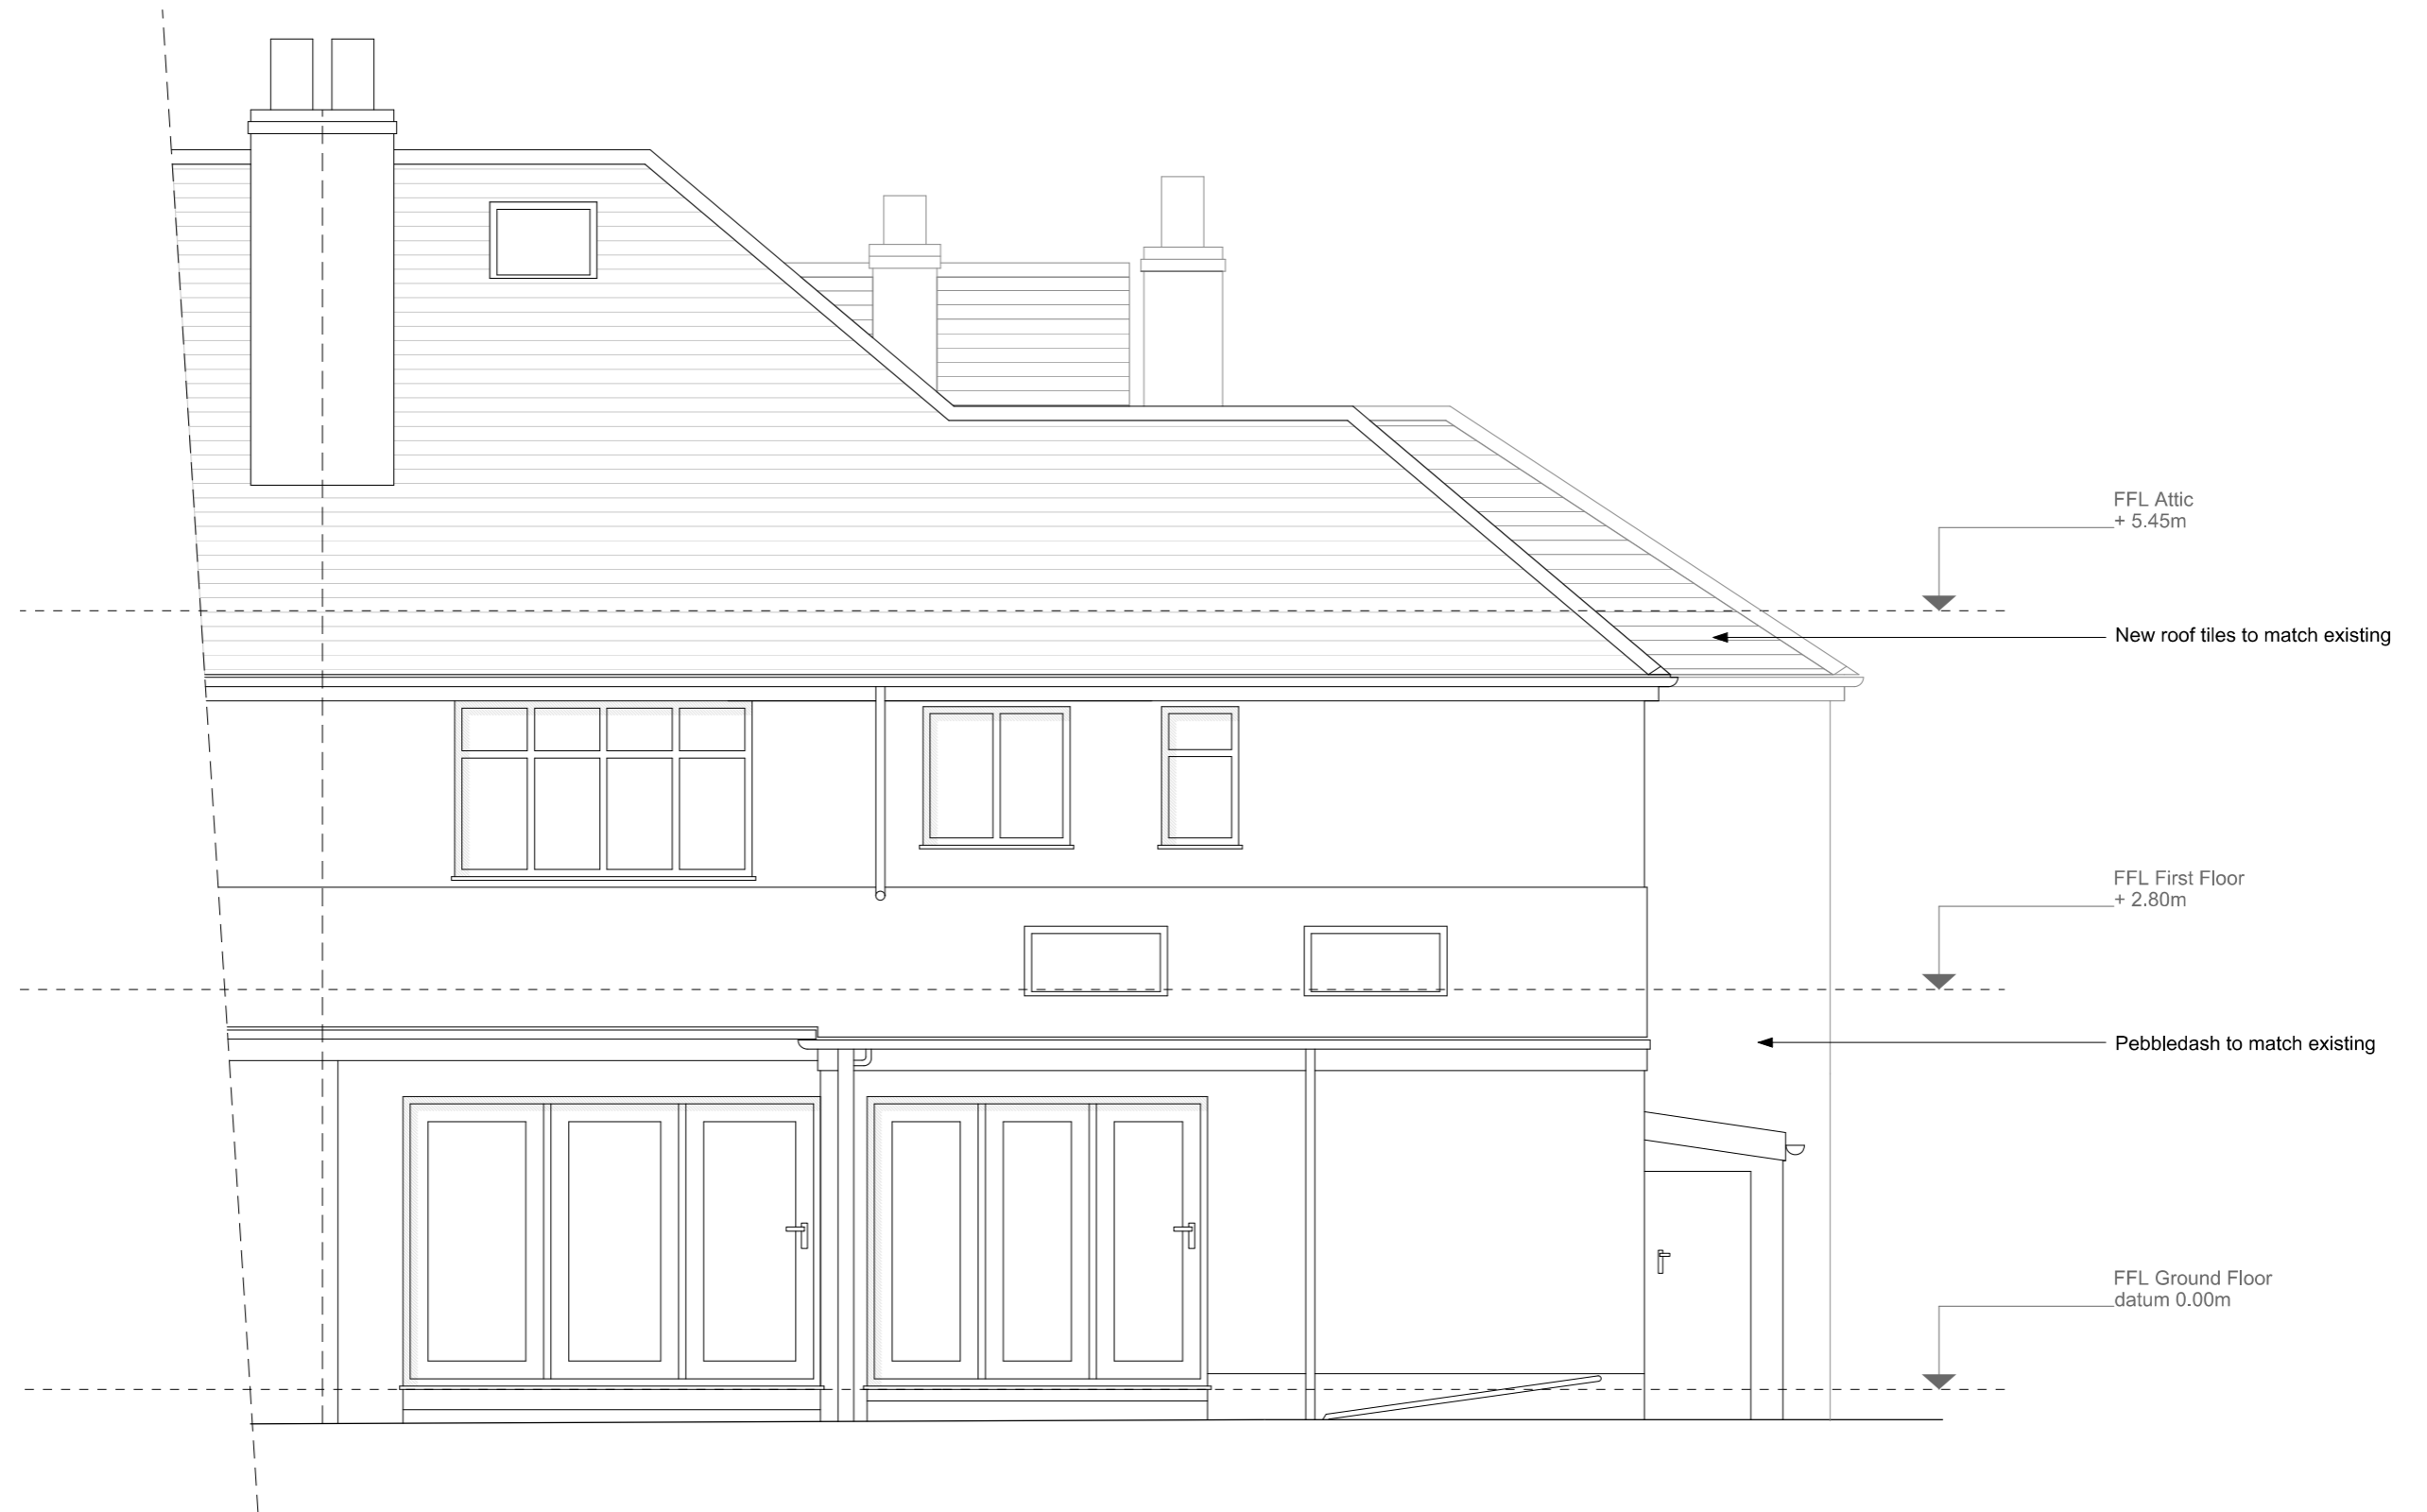 FFL Attic
+ 5.45m
New roof tiles to match existing
FFL First Floor
+ 2.80m
Pebbledash to match existing
FFL Ground Floor
datum 0.00m